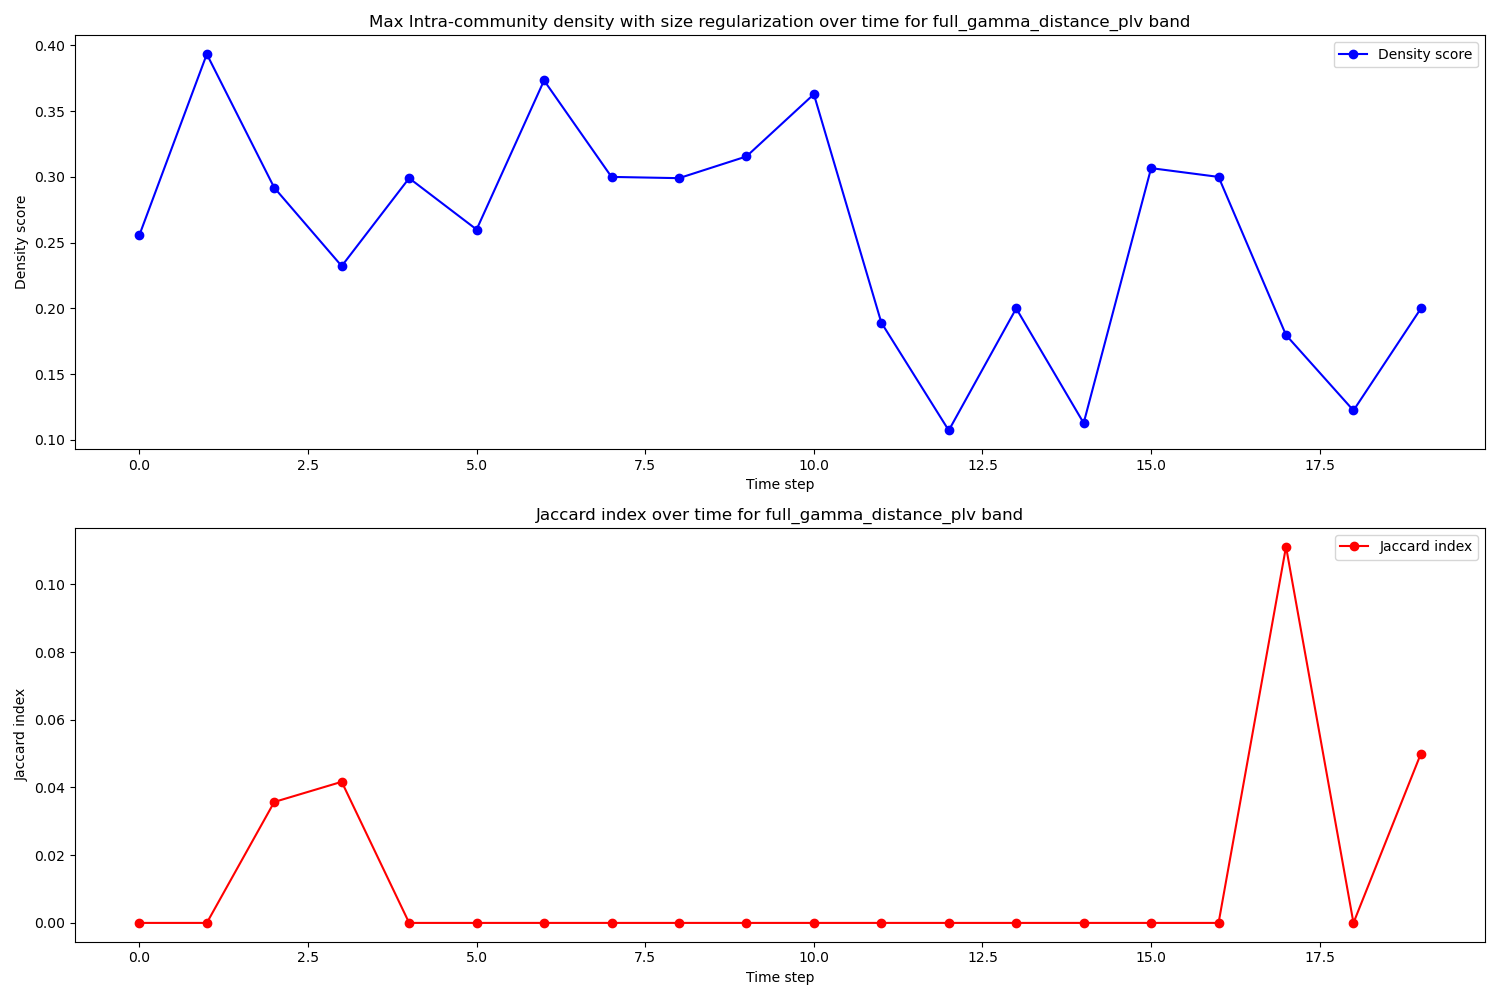 Max Intra-community density with size regularization over time for full_gamma_distance_plv band
Density score
0.40
0.35
0.30
0.25
0.20
0.15
0.10
Density score
0.0 2.5 5.0 7.5 10.0 12.5 15.0 17.5
Time step
Jaccard index over time for full_gamma_distance_plv band
Jaccard index
0.10
0.08
0.06
0.04
0.02
0.00
Jaccard index
0.0 2.5 5.0 7.5 10.0 12.5 15.0 17.5
Time step